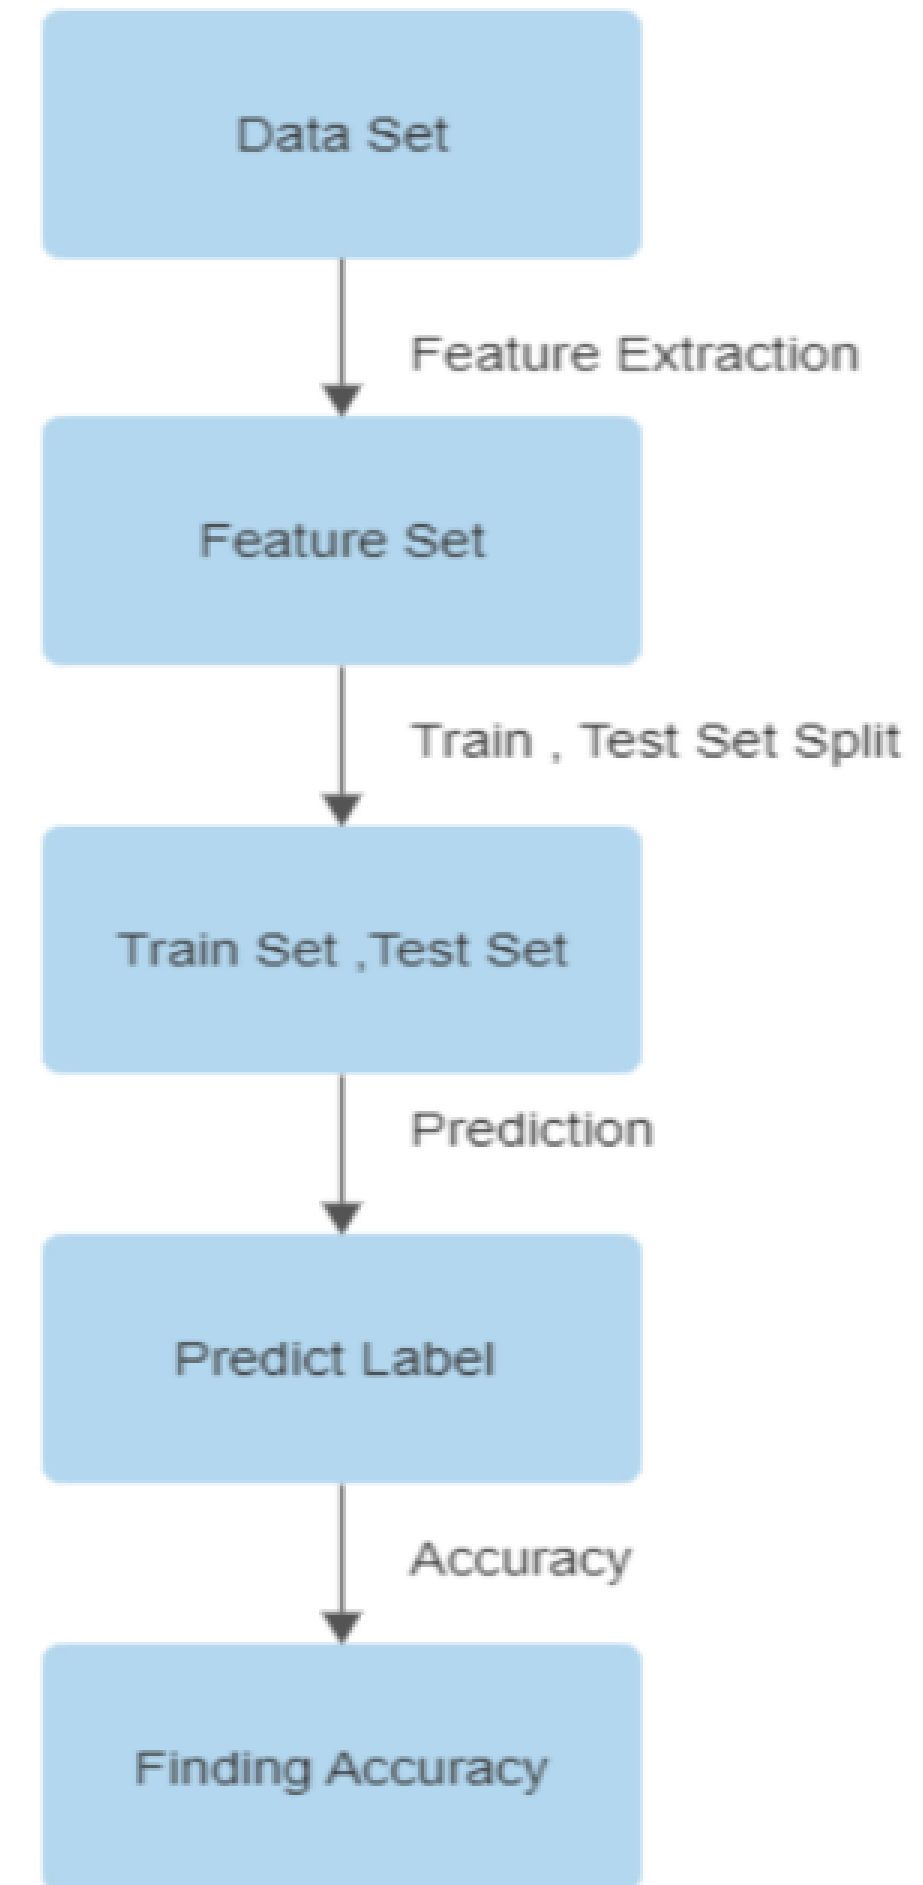 Data Set
Feature Extraction
Feature Set
Train , Test Set Split
Train Set ,Test Set
Prediction
Predict Label
Accuracy
Finding Accuracy